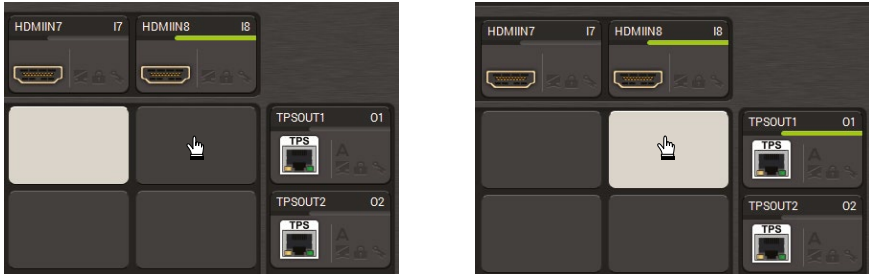 HDMIIN7 I7 HDMIIN8 I8
TPSOUT1 O1
TPS
A
TPSOUT2 O2
TPS
A
HDMIIN7 I7 HDMIIN8 I8
TPSOUT1 O1
TPS
A
TPSOUT2 O2
TPS
A